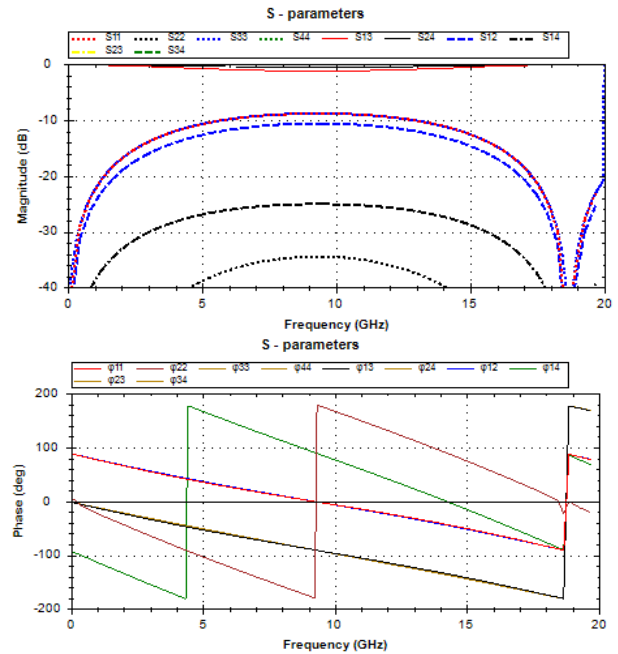 S - parameters
S11 S22 S33 S44 S13 S24 S12 S14
S23 S34
0
-10
-20
-30
-40
Magnitude (dB)
0 5 10 15 20
Frequency (GHz)
S - parameters
φ11 φ22 φ33 φ44 φ13 φ24 φ12 φ14
φ23 φ34
200
100
0
-100
-200
Phase (deg)
0 5 10 15 20
Frequency (GHz)